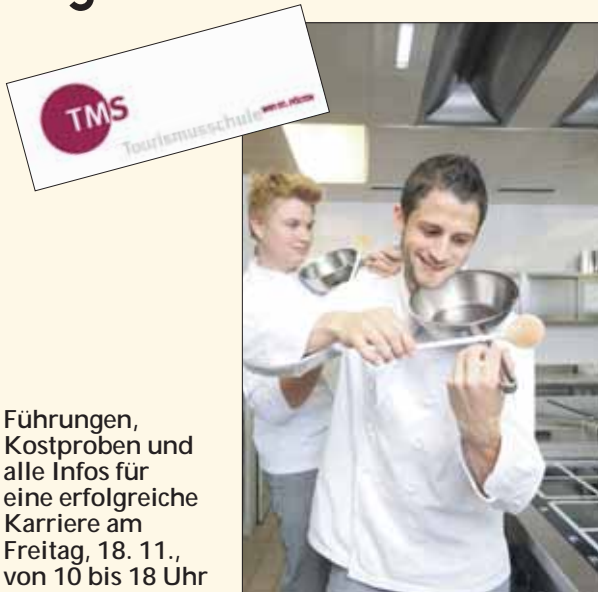 TMS
Tourismusschule
Führungen,
Kostproben und
alle Infos für
eine erfolgreiche
Karriere am
Freitag, 18. 11.,
von 10 bis 18 Uhr